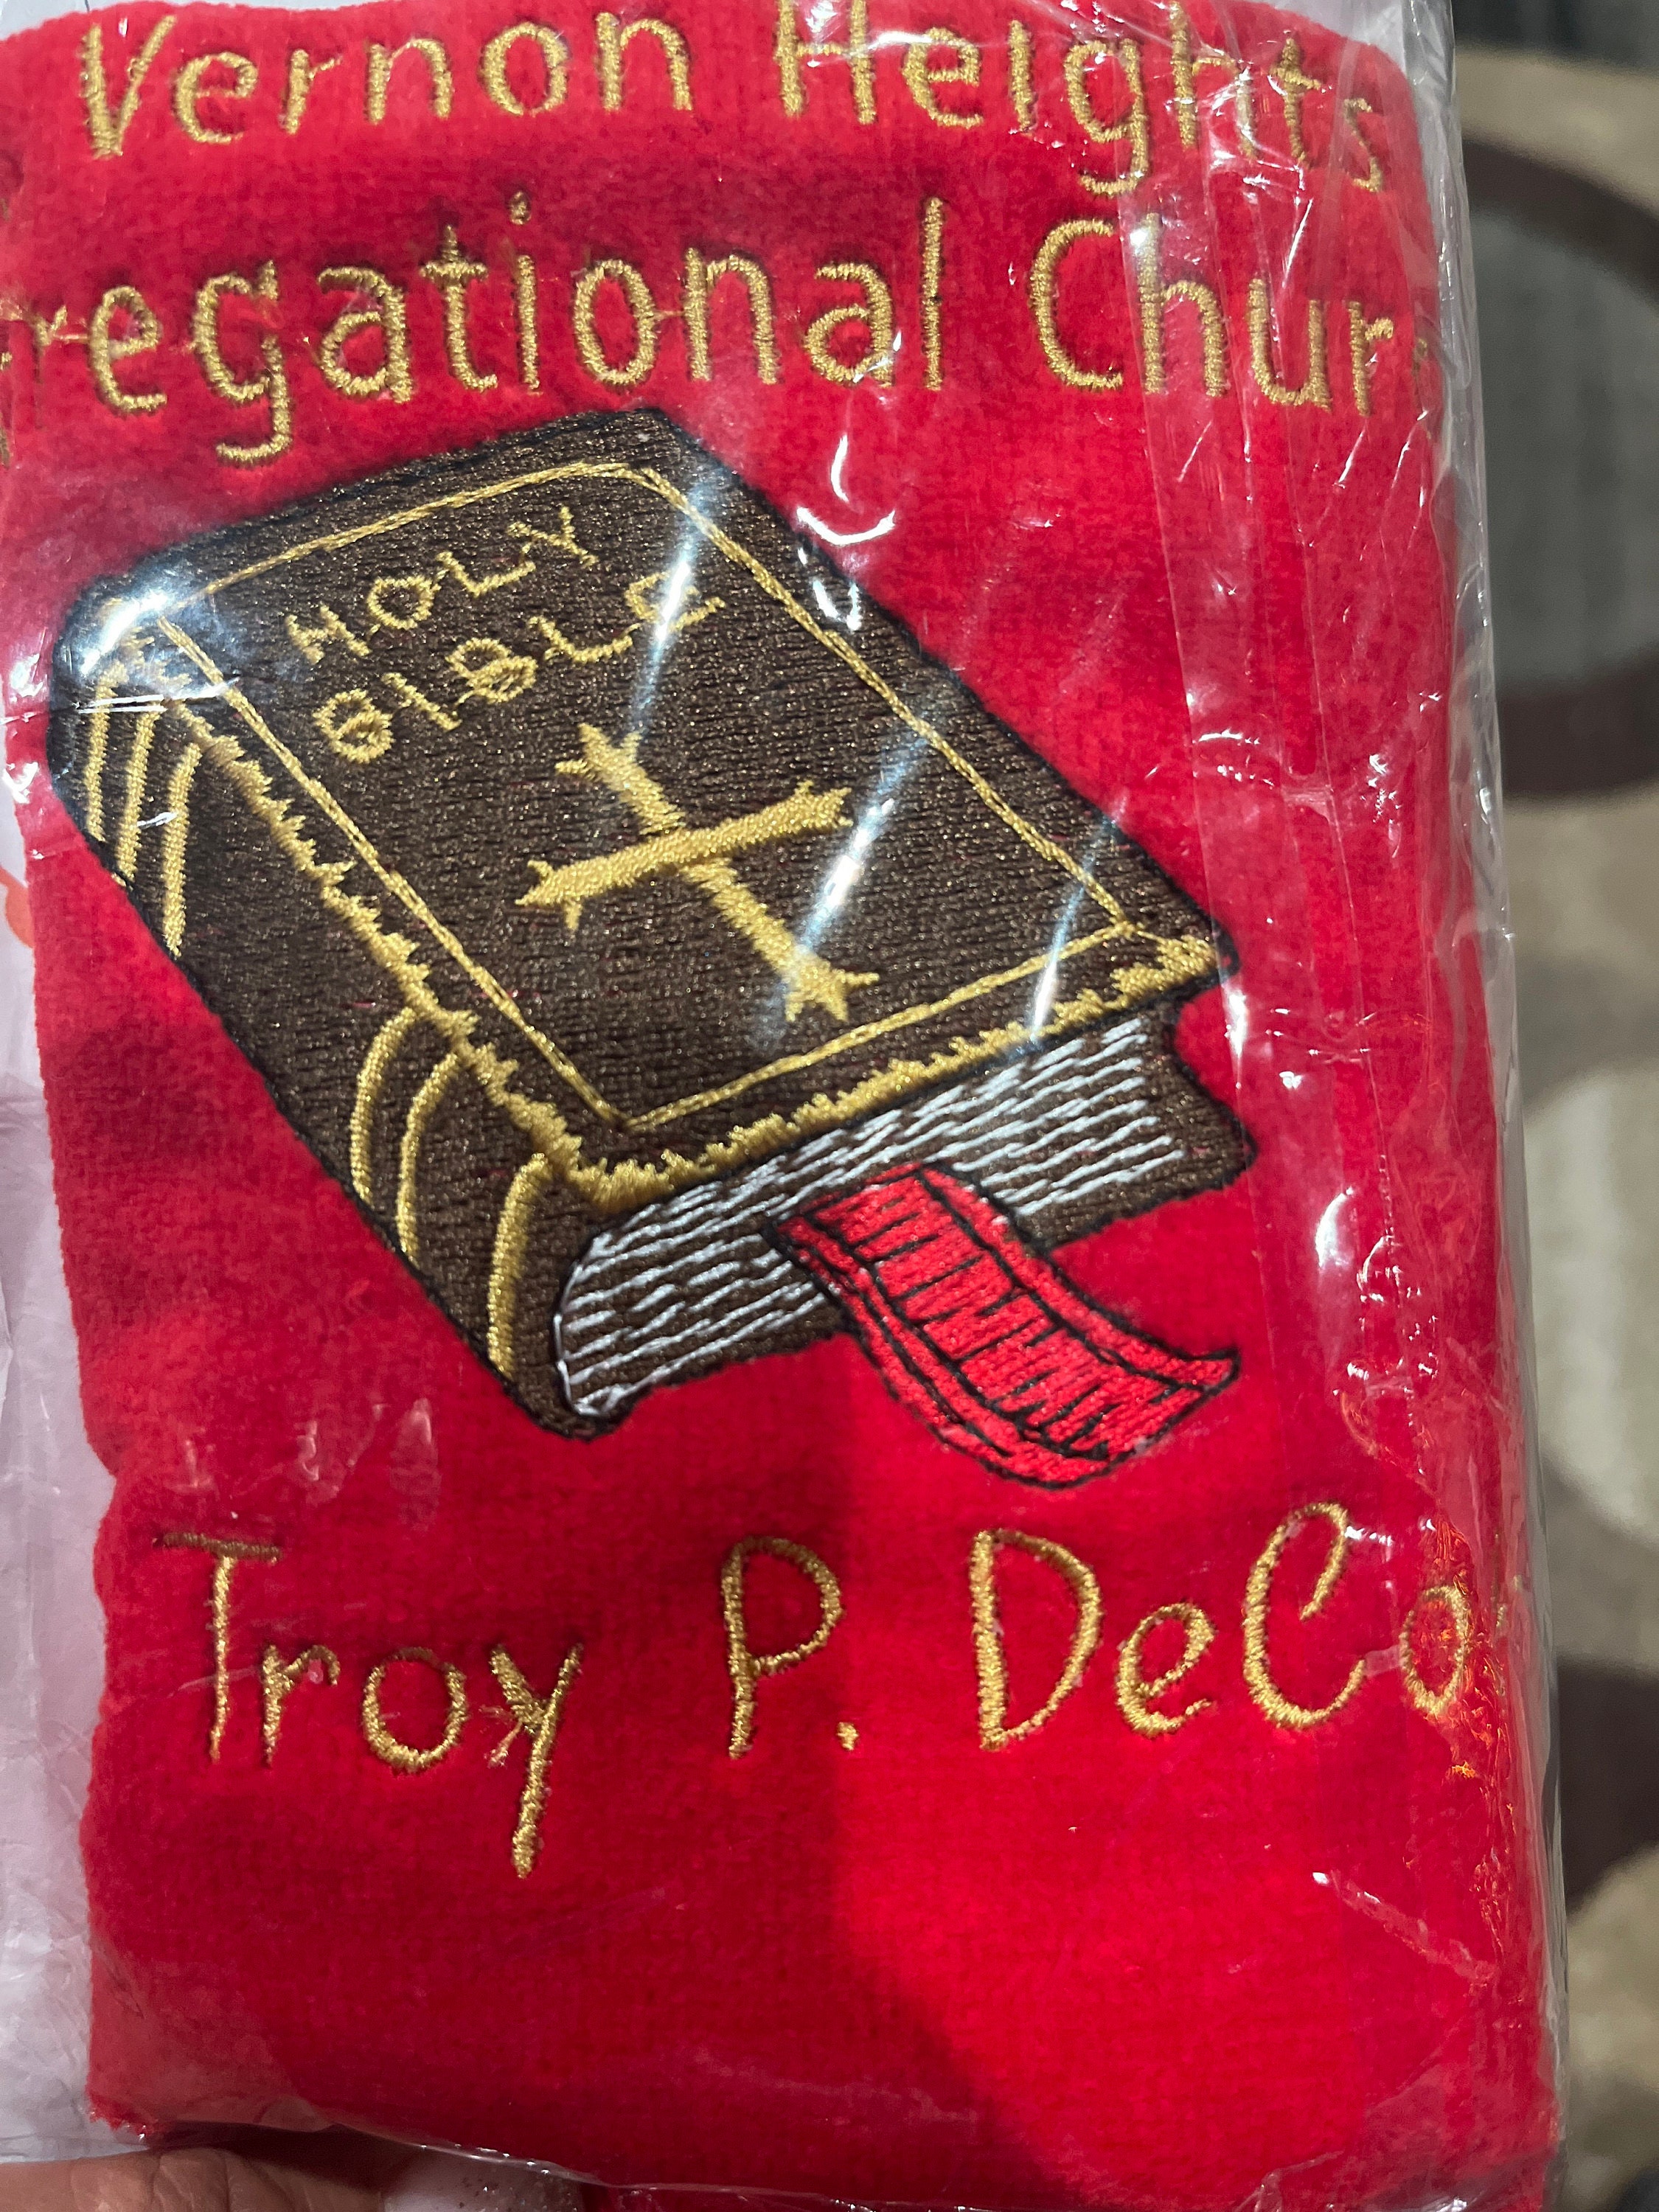 Vernon Heights
regational Chur
HOLY
BIBLE
Troy P. DeCo